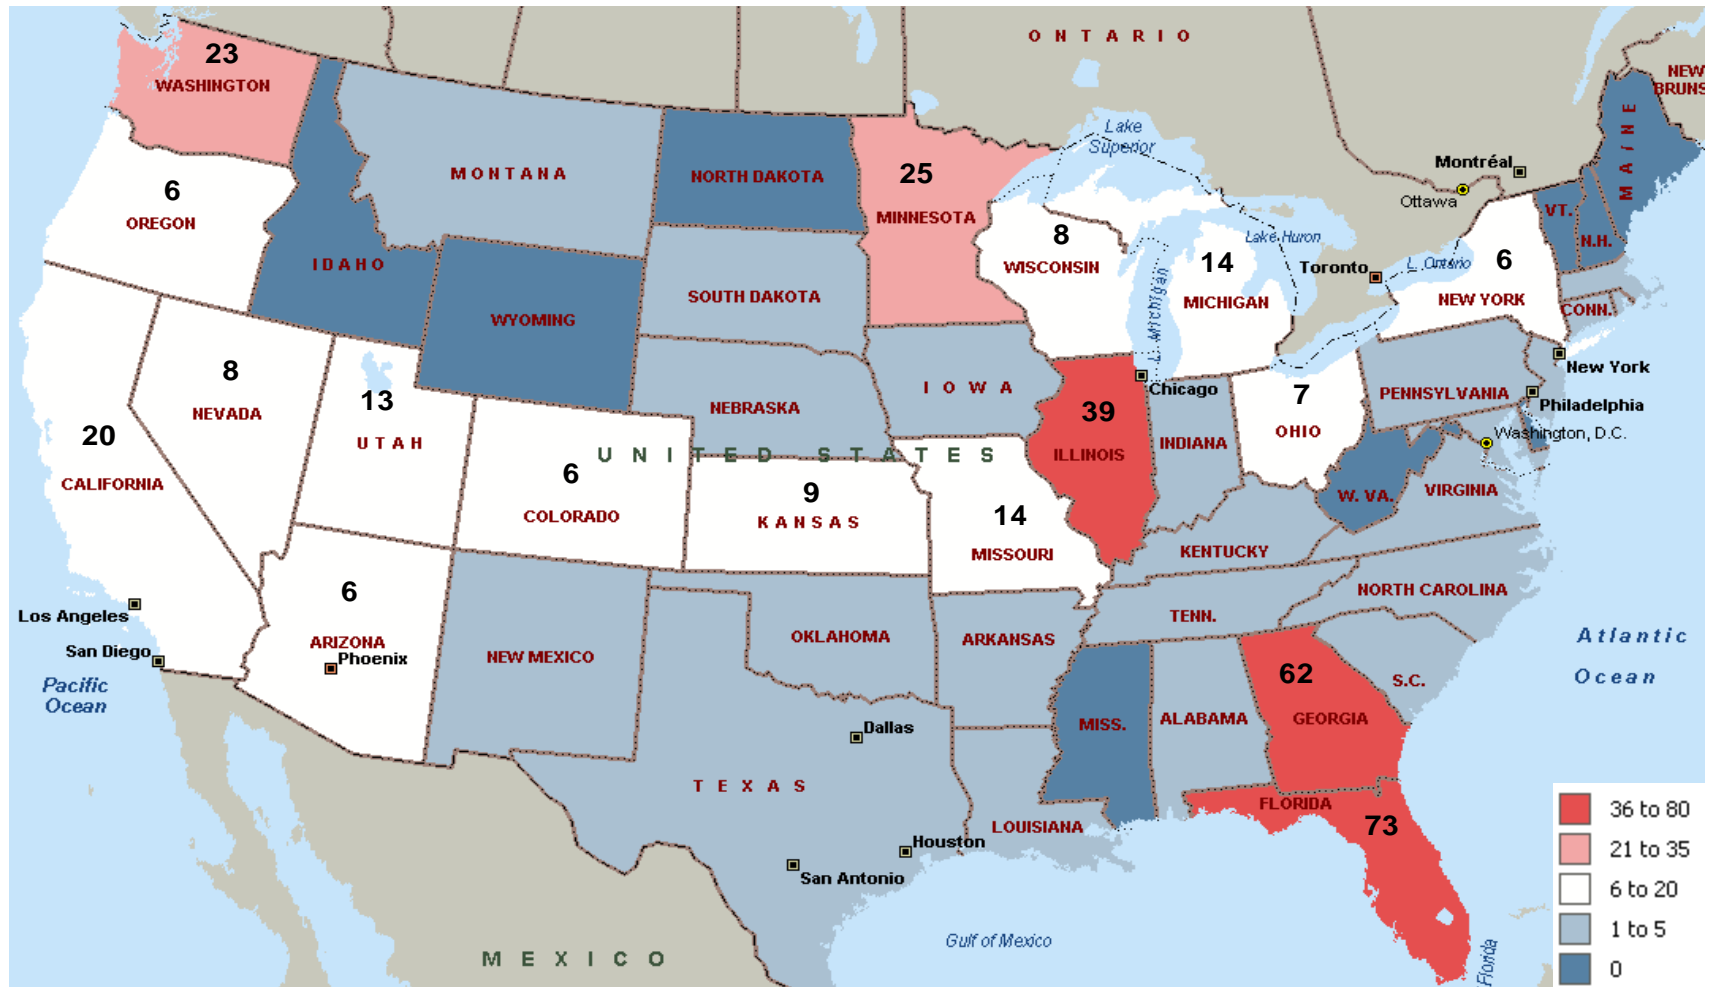 ONTARIO
NEW
BRUNS
23
WASHINGTON
Lake
Superior
MAINE
Montréal
Ottawa
MONTANA
NORTH DAKOTA
25
MINNESOTA
6
OREGON
VT.
N.H.
8
WISCONSIN
14
MICHIGAN
Lake Huron
Toronto
L. Ontario
6
NEW YORK
CONN.
IDAHO
WYOMING
SOUTH DAKOTA
L. Michigan
New York
8
NEVADA
13
UTAH
NEBRASKA
IOWA
Chicago
39
ILLINOIS
INDIANA
7
OHIO
PENNSYLVANIA
Philadelphia
Washington, D.C.
20
CALIFORNIA
UNITED STATES
6
COLORADO
9
KANSAS
14
MISSOURI
W. VA.
VIRGINIA
KENTUCKY
NORTH CAROLINA
TENN.
Los Angeles
San Diego
6
ARIZONA
Phoenix
NEW MEXICO
OKLAHOMA
ARKANSAS
Pacific
Ocean
Atlantic
Ocean
MISS.
ALABAMA
62
GEORGIA
S.C.
Dallas
TEXAS
LOUISIANA
Houston
San Antonio
FLORIDA
73
Gulf of Mexico
MEXICO
Florida
36 to 80
21 to 35
6 to 20
1 to 5
0